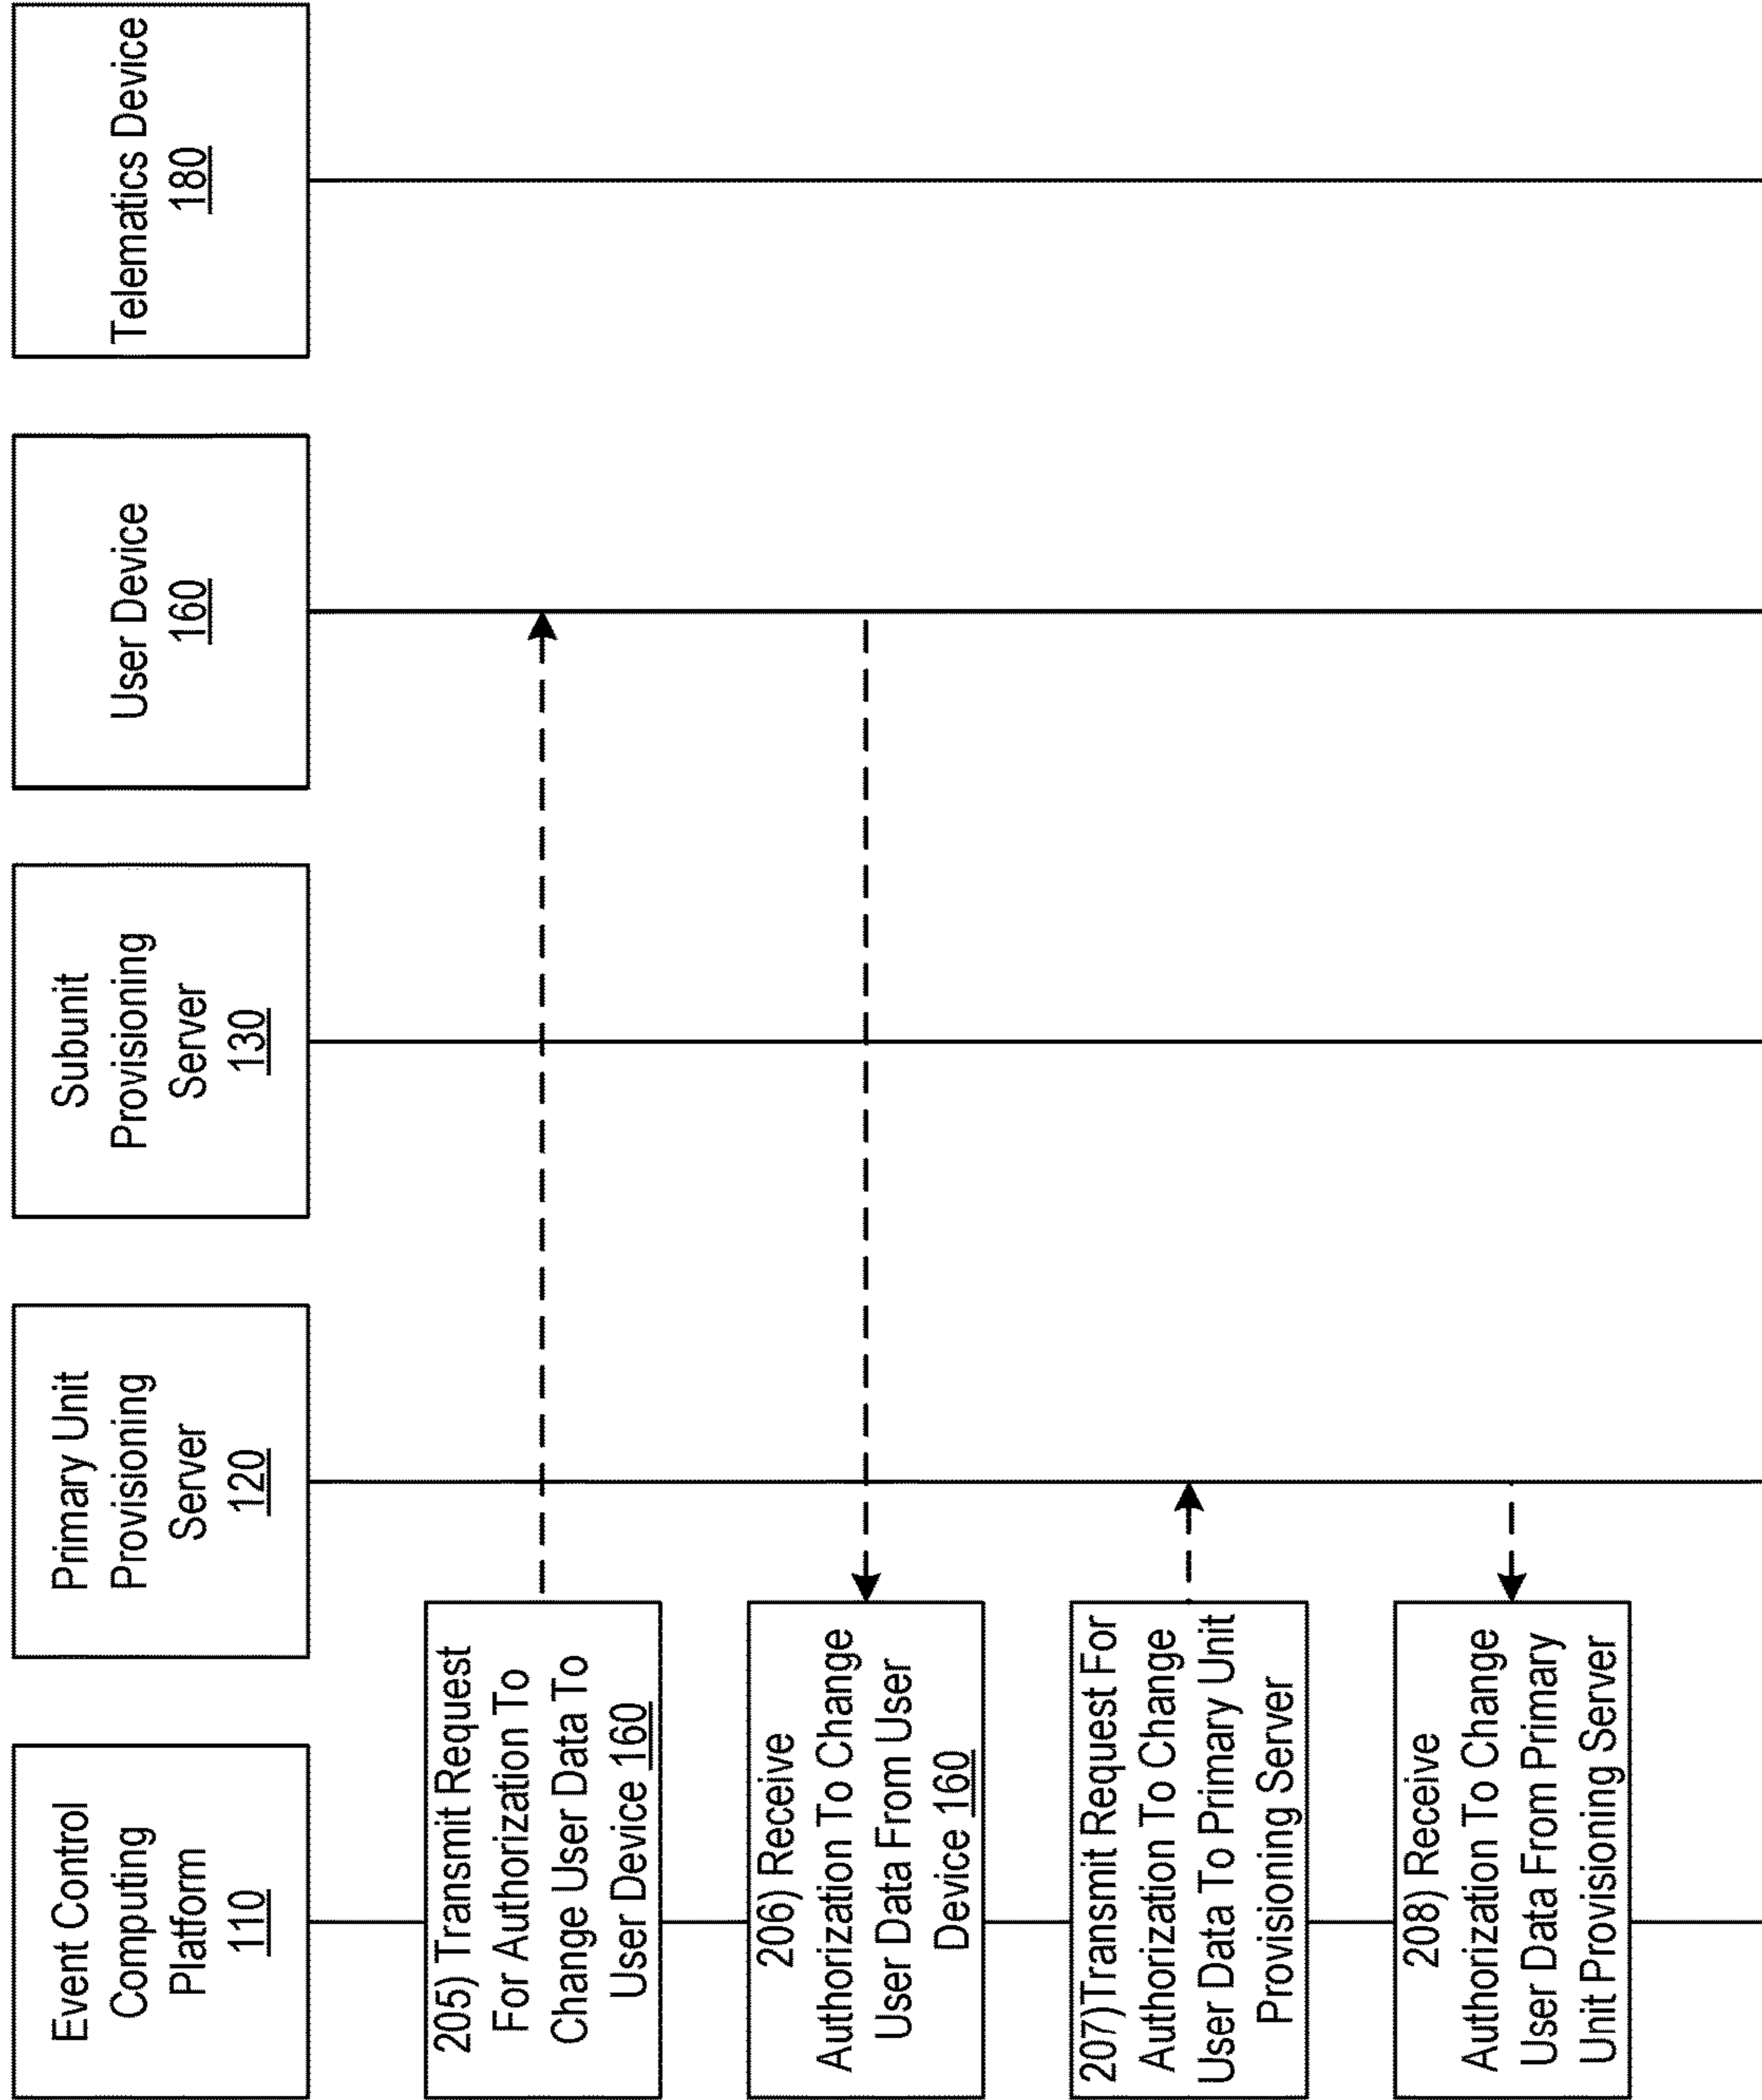 Event Control
Computing
Platform
110
Primary Unit
Provisioning
Server
120
Subunit
Provisioning
Server
130
User Device
160
Telematics Device
180
205) Transmit Request
For Authorization To
Change User Data To
User Device 160
206) Receive
Authorization To Change
User Data From User
Device 160
207)Transmit Request For
Authorization To Change
User Data To Primary Unit
Provisioning Server
208) Receive
Authorization To Change
User Data From Primary
Unit Provisioning Server